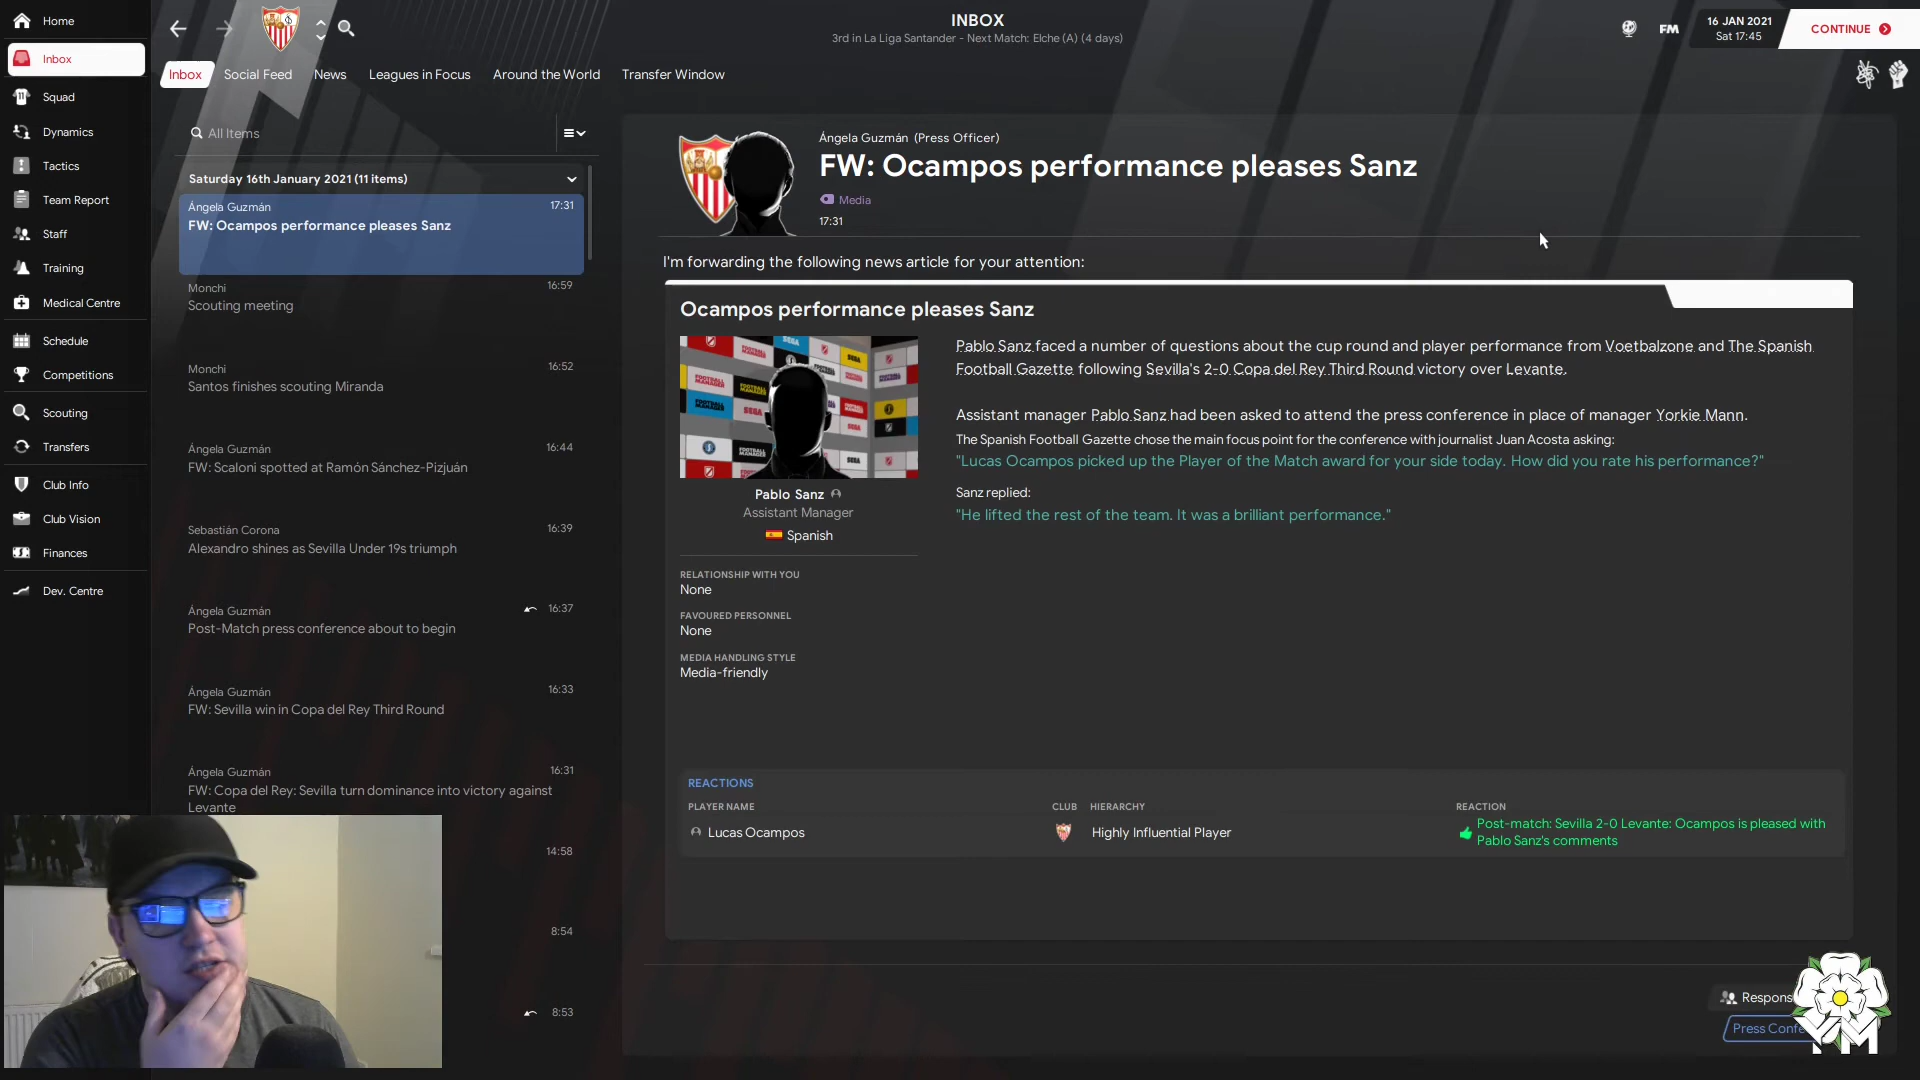 Home
Inbox
Squad
Dynamics
Tactics
Team Report
Staff
Training
Medical Centre
Schedule
Competitions
Scouting
Transfers
Club Info
Club Vision
Finances
Dev. Centre
INBOX
3rd in La Liga Santander - Next Match: Elche (A) (4 days)
FM
16 JAN 2021
Sat 17:45
CONTINUE
Inbox
Social Feed
News
Leagues in Focus
Around the World
Transfer Window
All Items
Saturday 16th January 2021 (11 items)
Ángela Guzmán
17:31
FW: Ocampos performance pleases Sanz
Monchi
16:59
Scouting meeting
Monchi
16:52
Santos finishes scouting Miranda
Ángela Guzmán
16:44
FW: Scaloni spotted at Ramón Sánchez-Pizjuán
Sebastián Corona
16:39
Alexandro shines as Sevilla Under 19s triumph
Ángela Guzmán
16:37
Post-Match press conference about to begin
Ángela Guzmán
16:33
FW: Sevilla win in Copa del Rey Third Round
Ángela Guzmán
16:31
FW: Copa del Rey: Sevilla turn dominance into victory against
Levante
14:58
8:54
8:53
Ángela Guzmán (Press Officer)
FW: Ocampos performance pleases Sanz
Media
17:31
I'm forwarding the following news article for your attention:
Ocampos performance pleases Sanz
Pablo Sanz
Assistant Manager
Spanish
RELATIONSHIP WITH YOU
None
FAVOURED PERSONNEL
None
MEDIA HANDLING STYLE
Media-friendly
Pablo Sanz faced a number of questions about the cup round and player performance from Voetbalzone and The Spanish
Football Gazette following Sevilla's 2-0 Copa del Rey Third Round victory over Levante.
Assistant manager Pablo Sanz had been asked to attend the press conference in place of manager Yorkie Mann.
The Spanish Football Gazette chose the main focus point for the conference with journalist Juan Acosta asking:
"Lucas Ocampos picked up the Player of the Match award for your side today. How did you rate his performance?"
Sanz replied:
"He lifted the rest of the team. It was a brilliant performance."
REACTIONS
PLAYER NAME
CLUB
HIERARCHY
REACTION
Lucas Ocampos
Highly Influential Player
Post-match: Sevilla 2-0 Levante: Ocampos is pleased with
Pablo Sanz's comments
Respons
Press Confe